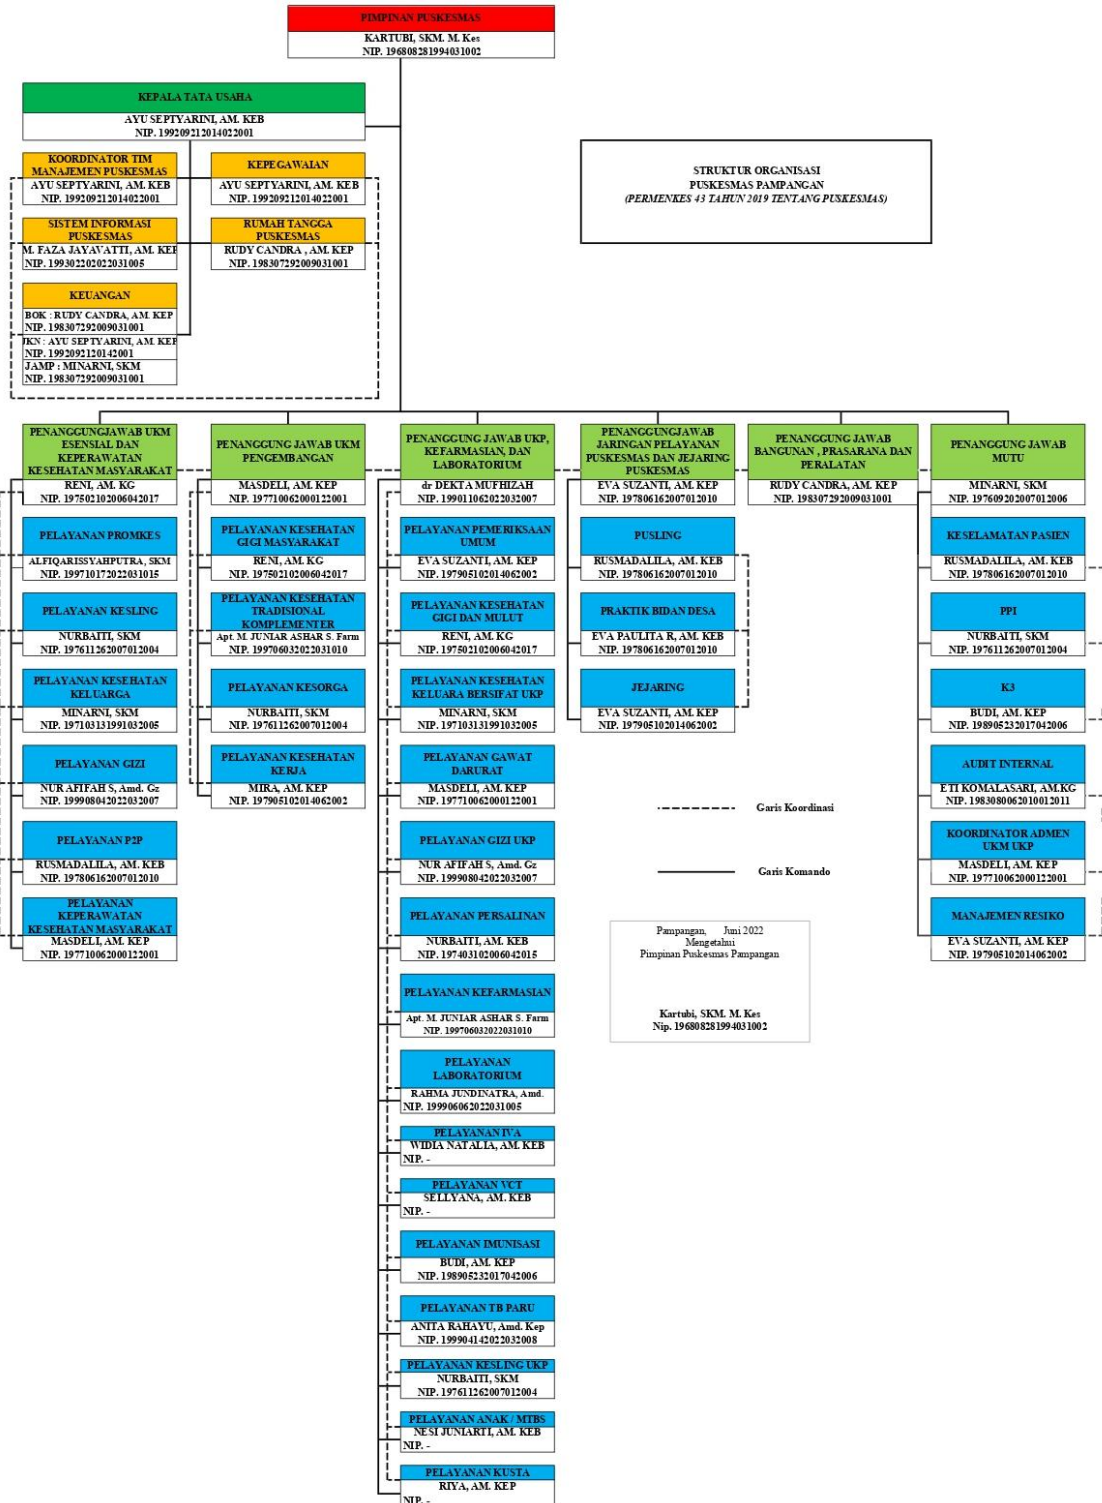 PIMPINAN PUSKESMAS
KARTUBI, SKM. M. Kes
NIP. 196808281994031002
KEPALA TATA USAHA
AYU SEPTYARINI, AM. KEB
NIP. 199209212014022001
KOORDINATOR TIM
MANAJEMEN PUSKESMAS
AYU SEPTYARINI, AM. KEB
NIP. 199209212014022001
KEPEGAWAIAN
AYU SEPTYARINI, AM. KEB
NIP. 199209212014022001
SISTEM INFORMASI
PUSKESMAS
M. FAZA JAYAVATTI, AM. KEP
NIP. 199302202022031005
RUMAH TANGGA
PUSKESMAS
RUDY CANDRA , AM. KEP
NIP. 198307292009031001
KEUANGAN
BOK : RUDY CANDRA, AM. KEP
NIP. 198307292009031001
JKN : AYU SEPTYARINI, AM. KEP
NIP. 1992092120142001
JAMP : MINARNI, SKM
NIP. 198307292009031001
STRUKTUR ORGANISASI
PUSKESMAS PAMPANGAN
(PERMENKES 43 TAHUN 2019 TENTANG PUSKESMAS)
PENANGGUNGJAWAB UKM
ESENSIAL DAN
KEPERAWATAN
KESEHATAN MASYARAKAT
RENI, AM. KG
NIP. 197502102006042017
PELAYANAN PROMKES
ALFIQARISSYAHPUTRA, SKM
NIP. 199710172022031015
PELAYANAN KESLING
NURBAITI, SKM
NIP. 197611262007012004
PELAYANAN KESEHATAN
KELUARGA
MINARNI, SKM
NIP. 197103131991032005
PELAYANAN GIZI
NUR AFIFAH S, Amd. Gz
NIP. 199908042022032007
PELAYANAN P2P
RUSMADALILA, AM. KEB
NIP. 197806162007012010
PELAYANAN
KEPERAWATAN
KESEHATAN MASYARAKAT
MASDELI, AM. KEP
NIP. 197710062000122001
PENANGGUNG JAWAB UKM
PENGEMBANGAN
MASDELI, AM. KEP
NIP. 197710062000122001
PELAYANAN KESEHATAN
GIGI MASYARAKAT
RENI, AM. KG
NIP. 197502102006042017
PELAYANAN KESEHATAN
TRADISIONAL
KOMPLEMENTER
Apt. M. JUNIAR ASHAR S. Farm
NIP. 199706032022031010
PELAYANAN KESORGA
NURBAITI, SKM
NIP. 197611262007012004
PELAYANAN KESEHATAN
KERJA
MIRA, AM. KEP
NIP. 197905102014062002
PENANGGUNG JAWAB UKP,
KEFARMASIAN, DAN
LABORATORIUM
dr DEKTA MUFHIZAH
NIP. 199011062022032007
PELAYANAN PEMERIKSAAN
UMUM
EVA SUZANTI, AM. KEP
NIP. 197905102014062002
PELAYANAN KESEHATAN
GIGI DAN MULUT
RENI, AM. KG
NIP. 197502102006042017
PELAYANAN KESEHATAN
KELUARA BERSIFAT UKP
MINARNI, SKM
NIP. 197103131991032005
PELAYANAN GAWAT
DARURAT
MASDELI, AM. KEP
NIP. 197710062000122001
PELAYANAN GIZI UKP
NUR AFIFAH S, Amd. Gz
NIP. 199908042022032007
PELAYANAN PERSALINAN
NURBAITI, AM. KEB
NIP. 197403102006042015
PELAYANAN KEFARMASIAN
Apt. M. JUNIAR ASHAR S. Farm
NIP. 199706032022031010
PELAYANAN
LABORATORIUM
RAHMA JUNDINATRA, Amd.
NIP. 199906062022031005
PELAYANAN IVA
WIDIA NATALIA, AM. KEB
NIP. -
PELAYANAN VCT
SELLYANA, AM. KEB
NIP. -
PELAYANAN IMUNISASI
BUDI, AM. KEP
NIP. 198905232017042006
PELAYANAN TB PARU
ANITA RAHAYU, Amd. Kep
NIP. 199904142022032008
PELAYANAN KESLING UKP
NURBAITI, SKM
NIP. 197611262007012004
PELAYANAN ANAK / MTBS
NESI JUNIARTI, AM. KEB
NIP. -
PELAYANAN KUSTA
RIYA, AM. KEP
NIP. -
PENANGGUNGJAWAB
JARINGAN PELAYANAN
PUSKESMAS DAN JEJARING
PUSKESMAS
EVA SUZANTI, AM. KEP
NIP. 197806162007012010
PUSLING
RUSMADALILA, AM. KEB
NIP. 197806162007012010
PRAKTIK BIDAN DESA
EVA PAULITA R, AM. KEB
NIP. 197806162007012010
JEJARING
EVA SUZANTI, AM. KEP
NIP. 197905102014062002
PENANGGUNG JAWAB
BANGUNAN , PRASARANA DAN
PERALATAN
RUDY CANDRA, AM. KEP
NIP. 198307292009031001
PENANGGUNG JAWAB
MUTU
MINARNI, SKM
NIP. 197609202007012006
KESELAMATAN PASIEN
RUSMADALILA, AM. KEB
NIP. 197806162007012010
PPI
NURBAITI, SKM
NIP. 197611262007012004
K3
BUDI, AM. KEP
NIP. 198905232017042006
AUDIT INTERNAL
ETI KOMALASARI, AM.KG
NIP. 1983080062010012011
KOORDINATOR ADMEN
UKM UKP
MASDELI, AM. KEP
NIP. 197710062000122001
MANAJEMEN RESIKO
EVA SUZANTI, AM. KEP
NIP. 197905102014062002
Garis Koordinasi
Garis Komando
Pampangan, Juni 2022
Mengetahui
Pimpinan Puskesmas Pampangan
Kartubi, SKM. M. Kes
Nip. 196808281994031002